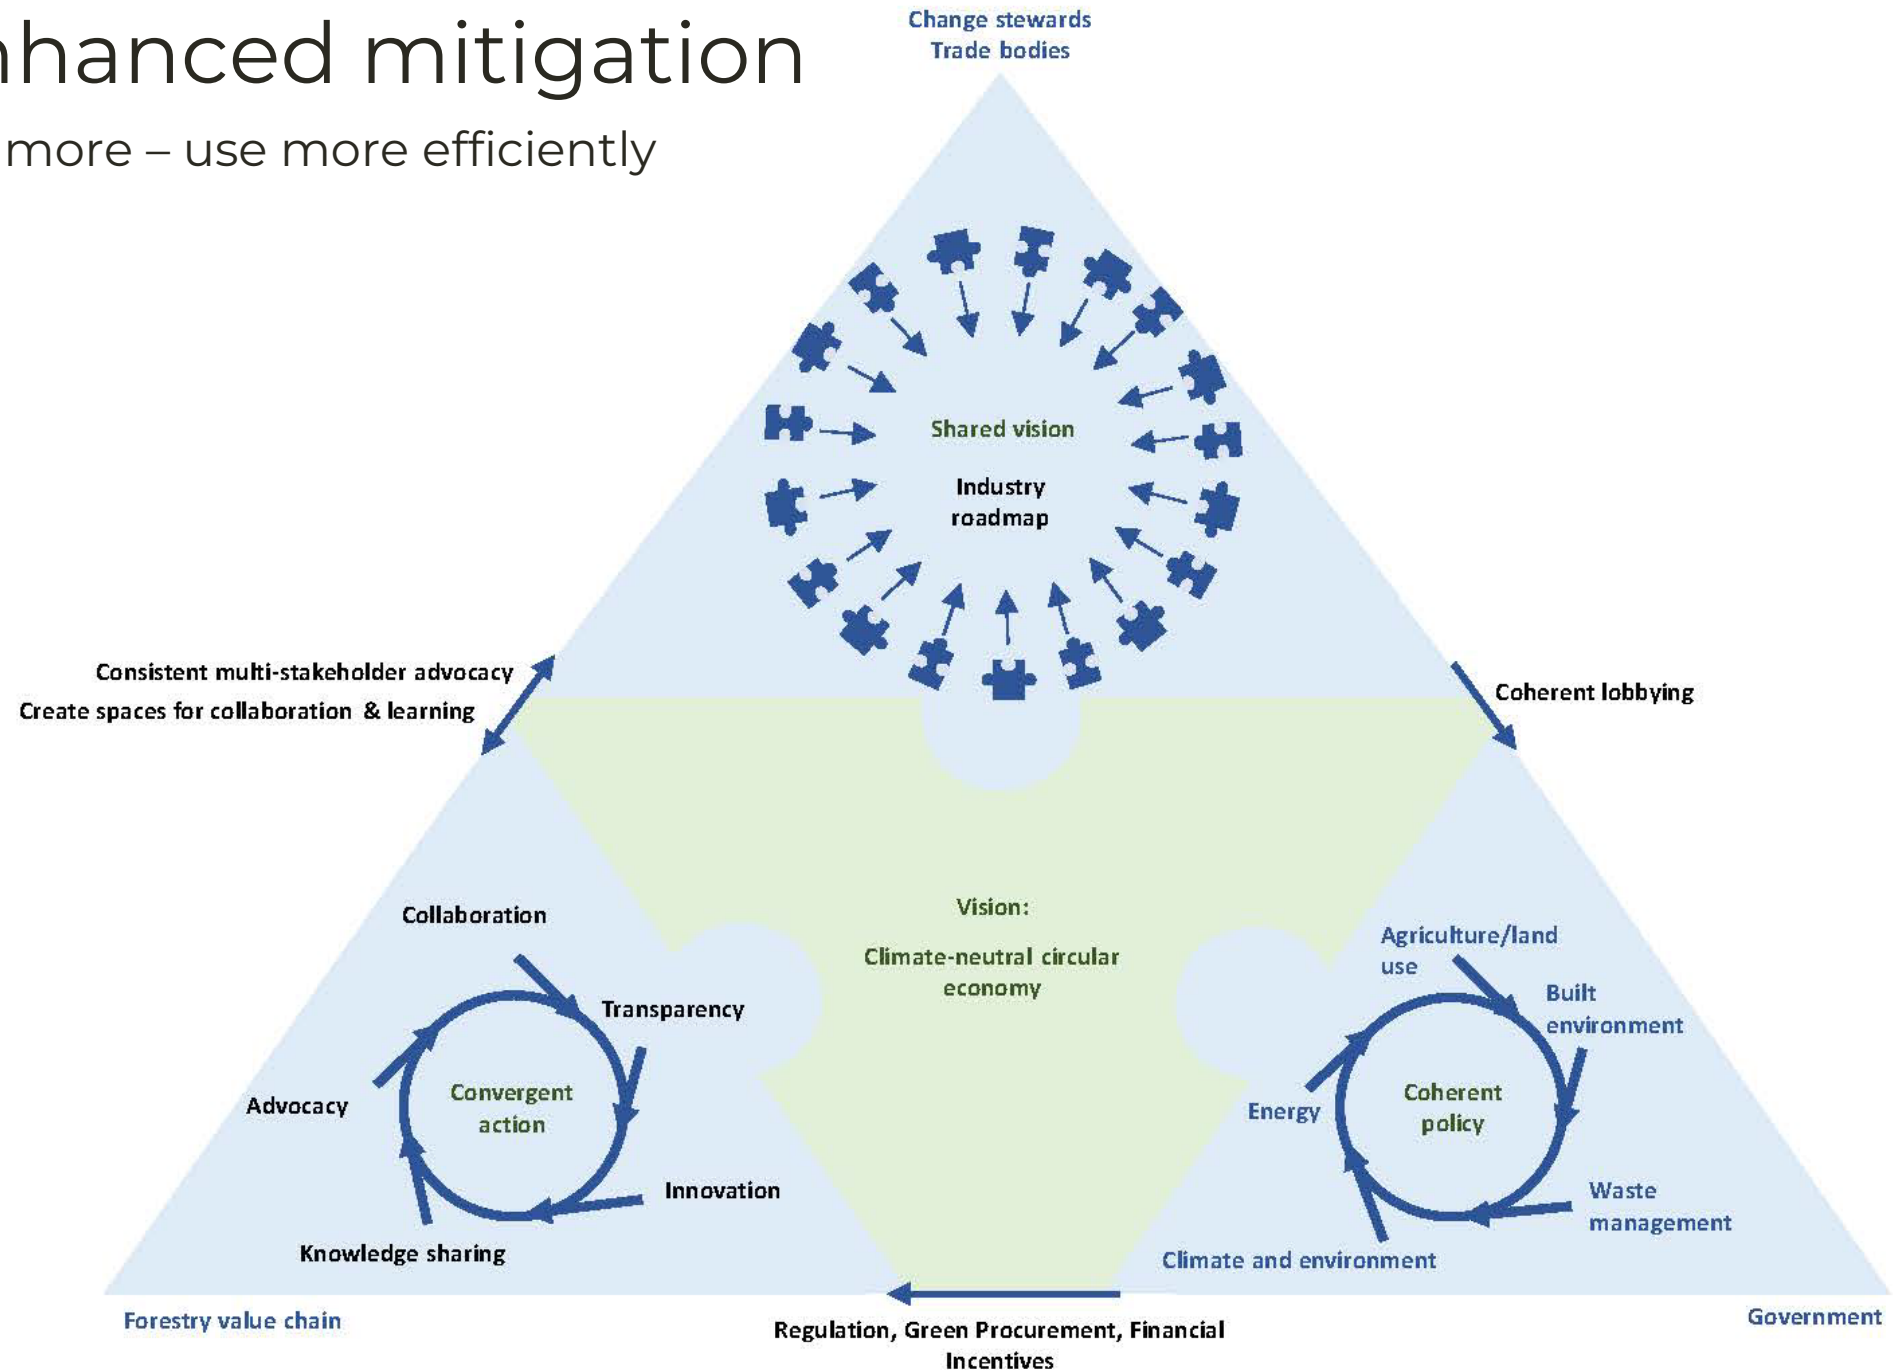 nhanced mitigation
more – use more efficiently
Change stewards
Trade bodies
Shared vision
Industry
roadmap
Consistent multi-stakeholder advocacy
Create spaces for collaboration & learning
Coherent lobbying
Vision:
Climate-neutral circular
economy
Collaboration
Transparency
Advocacy
Convergent
action
Innovation
Knowledge sharing
Agriculture/land
use
Built
environment
Energy
Coherent
policy
Waste
management
Climate and environment
Forestry value chain
Regulation, Green Procurement, Financial
Incentives
Government